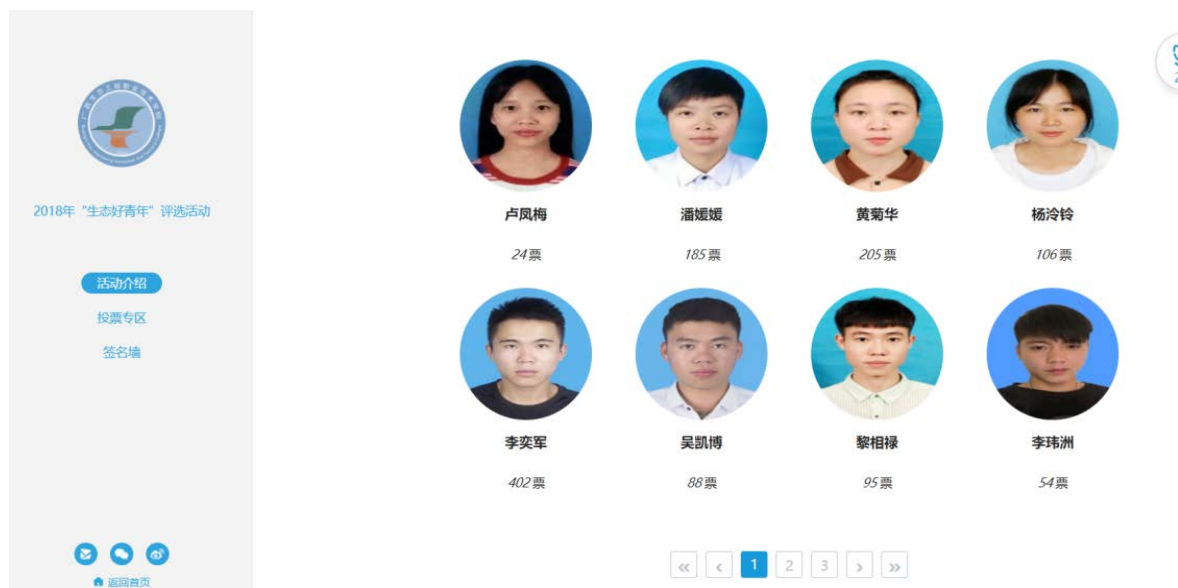 2018年“生态好青年”评选活动
活动介绍
投票专区
签名墙
返回首页
卢凤梅 潘媛媛 黄菊华 杨泠铃
24票 185票 205票 106票
李奕军 吴凯博 黎相禄 李玮洲
402票 88票 95票 54票
« ‹ 1 2 3 › »